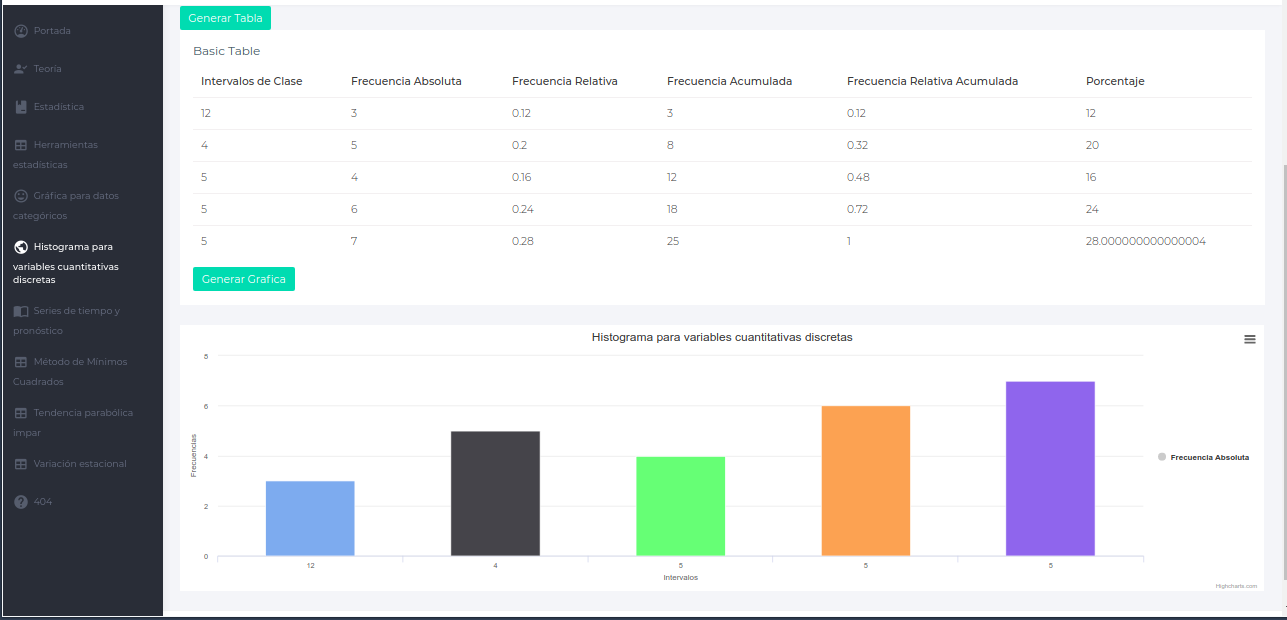 Portada
Teoría
Estadística
Herramientas
estadísticas
Gráfica para datos
categóricos
Histograma para
variables cuantitativas
discretas
Series de tiempo y
pronóstico
Método de Mínimos
Cuadrados
Tendencia parabólica
impar
Variación estacional
404
Generar Tabla
Basic Table
Intervalos de Clase Frecuencia Absoluta Frecuencia Relativa Frecuencia Acumulada Frecuencia Relativa Acumulada Porcentaje
12 3 0.12 3 0.12 12
4 5 0.2 8 0.32 20
5 4 0.16 12 0.48 16
5 6 0.24 18 0.72 24
5 7 0.28 25 1 28.000000000000004
Generar Grafica
Histograma para variables cuantitativas discretas
8
6
4
2
0
Frecuencias
12 4 5 5 5
Intervalos
Frecuencia Absoluta
Highcharts.com